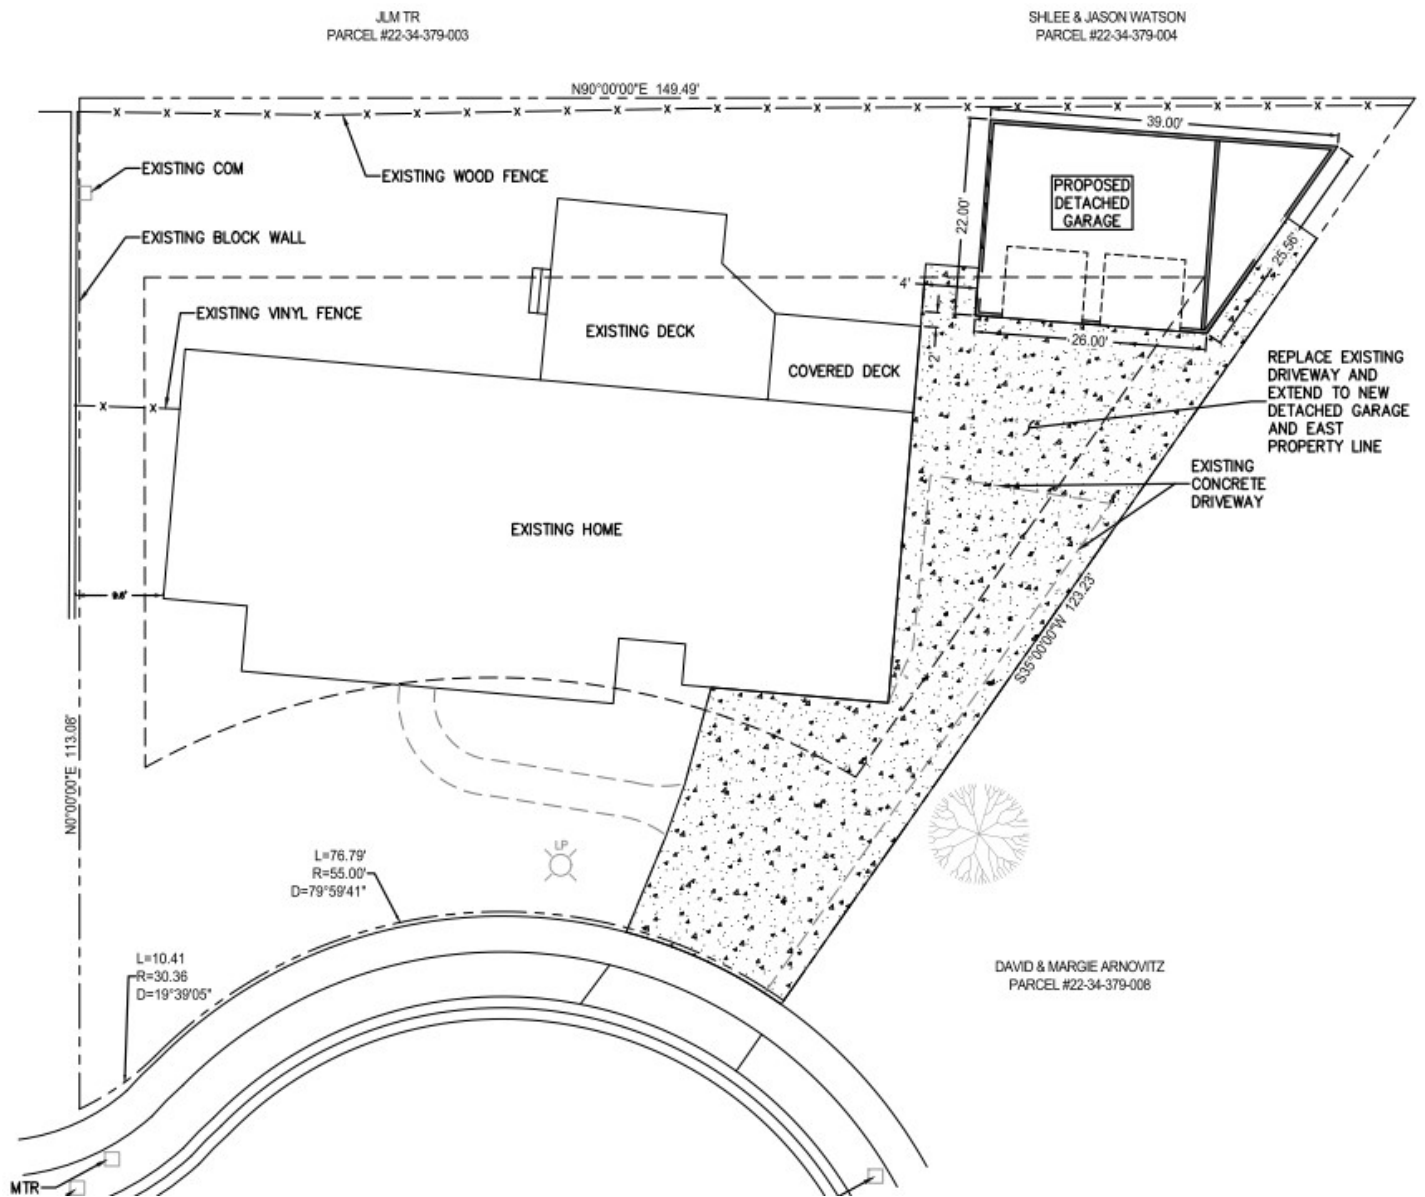 JLM TR
PARCEL #22-34-379-003
SHLEE & JASON WATSON
PARCEL #22-34-379-004
N90°00'00"E 149.49'
39.00'
EXISTING COM
EXISTING WOOD FENCE
PROPOSED
DETACHED
GARAGE
22.00'
EXISTING BLOCK WALL
25.56'
4'
EXISTING VINYL FENCE
EXISTING DECK
26.00'
2'
COVERED DECK
REPLACE EXISTING
DRIVEWAY AND
EXTEND TO NEW
DETACHED GARAGE
AND EAST
PROPERTY LINE
EXISTING
CONCRETE
DRIVEWAY
EXISTING HOME
9.6'
S35°00'00"W 123.23'
N0°00'00"E 113.08'
LP
L=76.79'
R=55.00'
D=79°59'41"
L=10.41
R=30.36
D=19°39'05"
DAVID & MARGIE ARNOVITZ
PARCEL #22-34-379-008
MTR